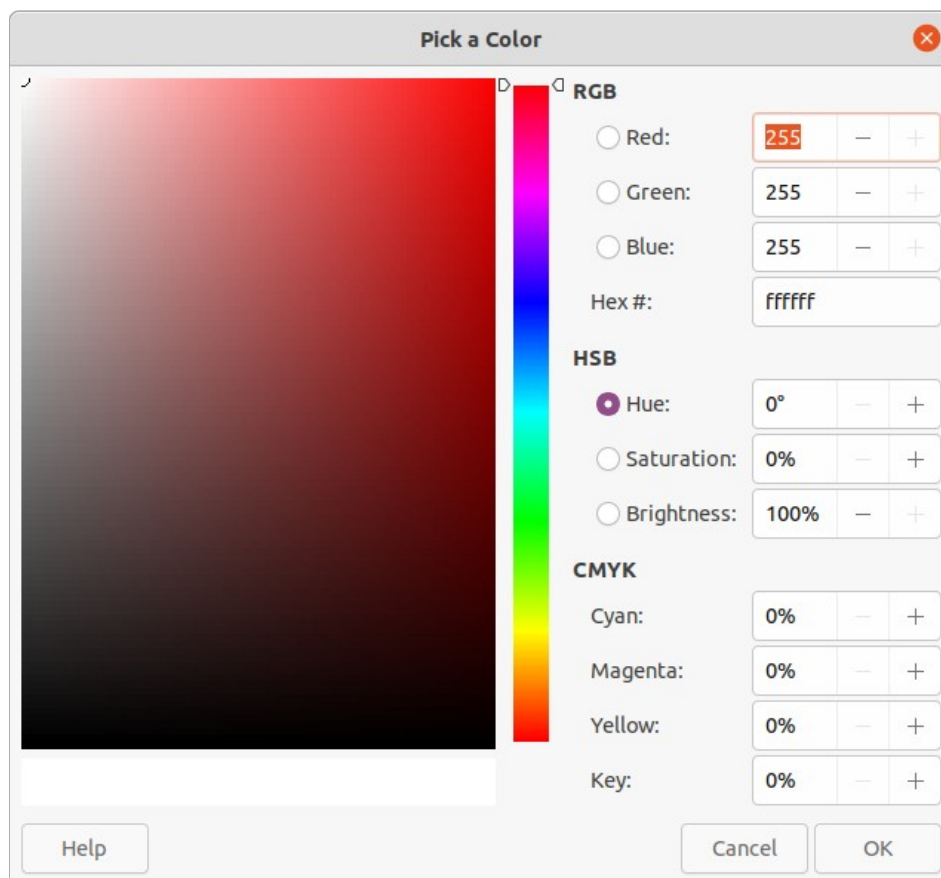 Pick a Color
RGB
Red: 255
Green: 255
Blue: 255
Hex #: ffffff
HSB
Hue: 0°
Saturation: 0%
Brightness: 100%
CMYK
Cyan: 0%
Magenta: 0%
Yellow: 0%
Key: 0%
Help Cancel OK